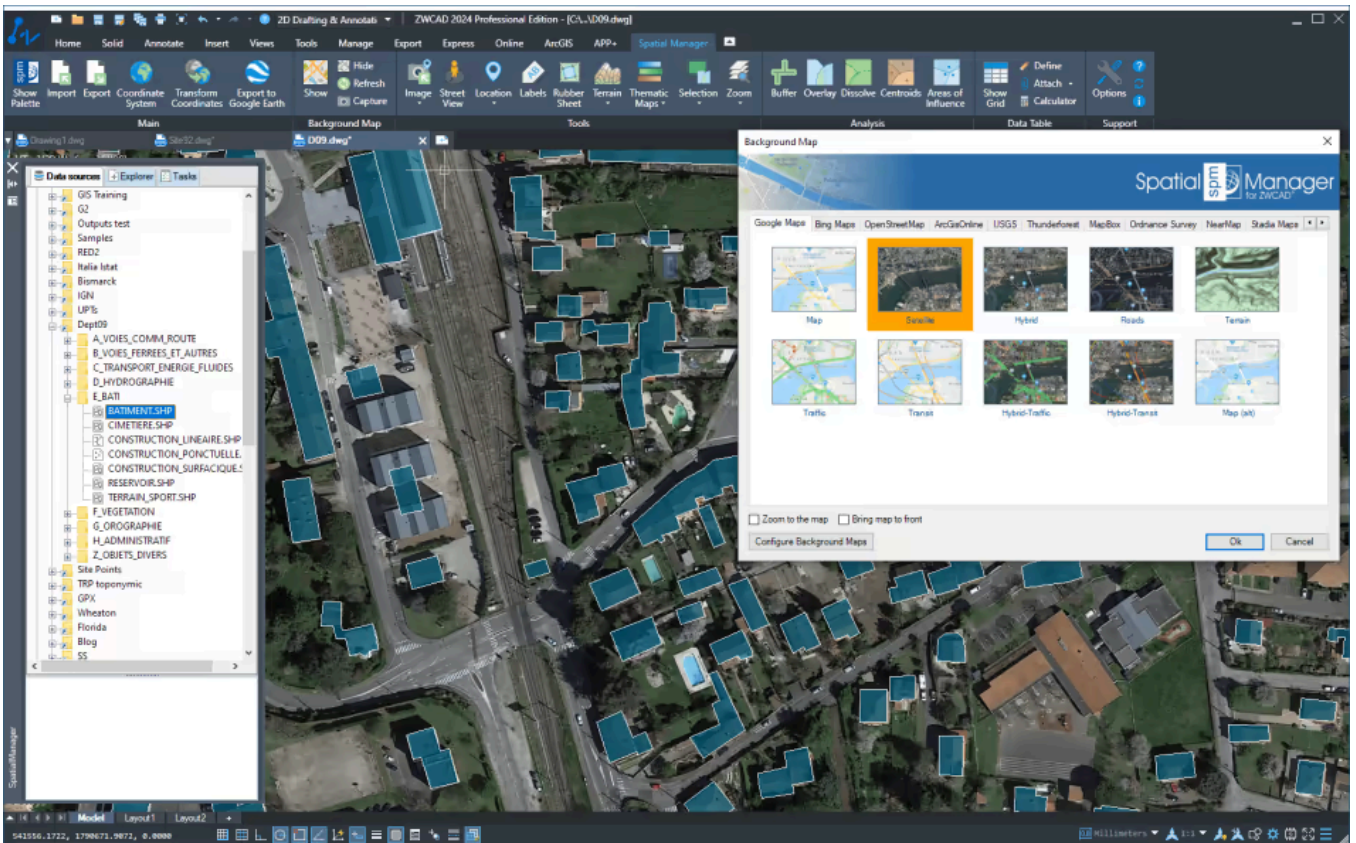 2D Drafting & Annotati ZWCAD 2024 Professional Edition - [C:\...\D09.dwg]
Home Solid Annotate Insert Views Tools Manage Export Express Online ArcGIS APP+ Spatial Manager
Hide
Refresh
Capture
Define
Attach
Calculator
Show Palette Import Export Coordinate System Transform Coordinates Export to Google Earth Show Image Street View Location Labels Rubber Sheet Terrain Thematic Maps Selection Zoom Buffer Overlay Dissolve Centroids Areas of Influence Show Grid Options
Main Background Map Tools Analysis Data Table Support
Drawing1.dwg Site92.dwg* D09.dwg*
Data sources Explorer Tasks
GIS Training
G2
Outputs test
Samples
RED2
Italia Istat
Bismarck
IGN
UPTs
Dept09
A_VOIES_COMM_ROUTE
B_VOIES_FERREES_ET_AUTRES
C_TRANSPORT_ENERGIE_FLUIDES
D_HYDROGRAPHIE
E_BATI
BATIMENT.SHP
CIMETIERE.SHP
CONSTRUCTION_LINEAIRE.SHP
CONSTRUCTION_PONCTUELLE.
CONSTRUCTION_SURFACIQUE.S
RESERVOIR.SHP
TERRAIN_SPORT.SHP
F_VEGETATION
G_OROGRAPHIE
H_ADMINISTRATIF
Z_OBJETS_DIVERS
Site Points
TRP toponymic
GPX
Wheaton
Florida
Blog
SS
SpatialManager
Background Map
Spatial spm Manager
for ZWCAD
Google Maps Bing Maps OpenStreetMap ArcGisOnline USGS Thunderforest MapBox Ordnance Survey NearMap Stadia Maps
Map Satellite Hybrid Roads Terrain
Traffic Transit Hybrid-Traffic Hybrid-Transit Map (alt)
Zoom to the map Bring map to front
Configure Background Maps Ok Cancel
Model Layout1 Layout2 +
541556.1722, 1790671.9072, 0.0000 Millimeters 1:1